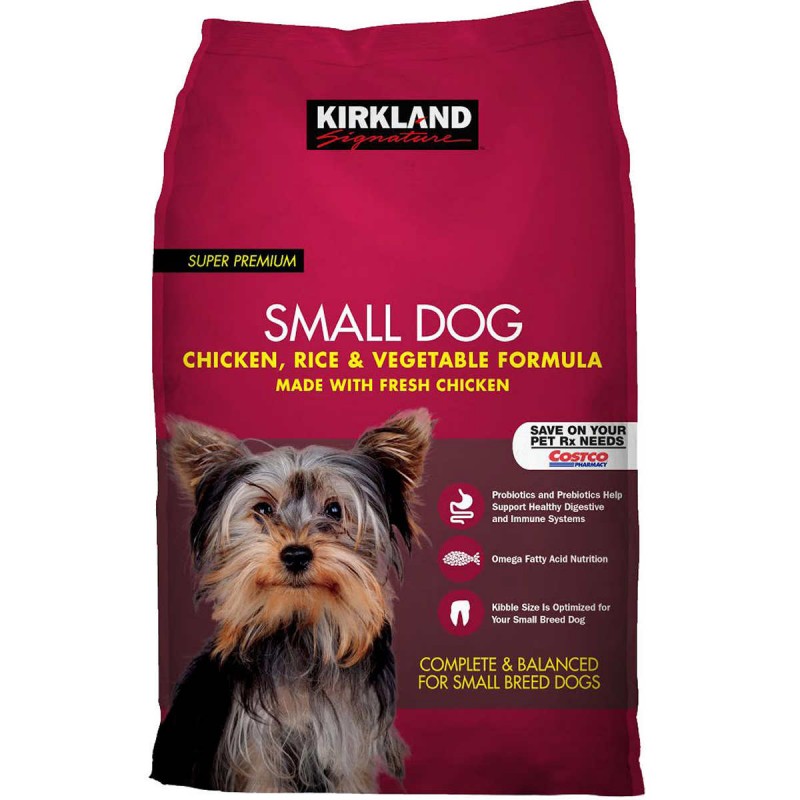 KIRKLAND
Signature
SUPER PREMIUM
SMALL DOG
CHICKEN, RICE & VEGETABLE FORMULA
MADE WITH FRESH CHICKEN
SAVE ON YOUR
PET Rx NEEDS
COSTCO
PHARMACY
Probiotics and Prebiotics Help
Support Healthy Digestive
and Immune Systems
Omega Fatty Acid Nutrition
Kibble Size Is Optimized for
Your Small Breed Dog
COMPLETE & BALANCED
FOR SMALL BREED DOGS